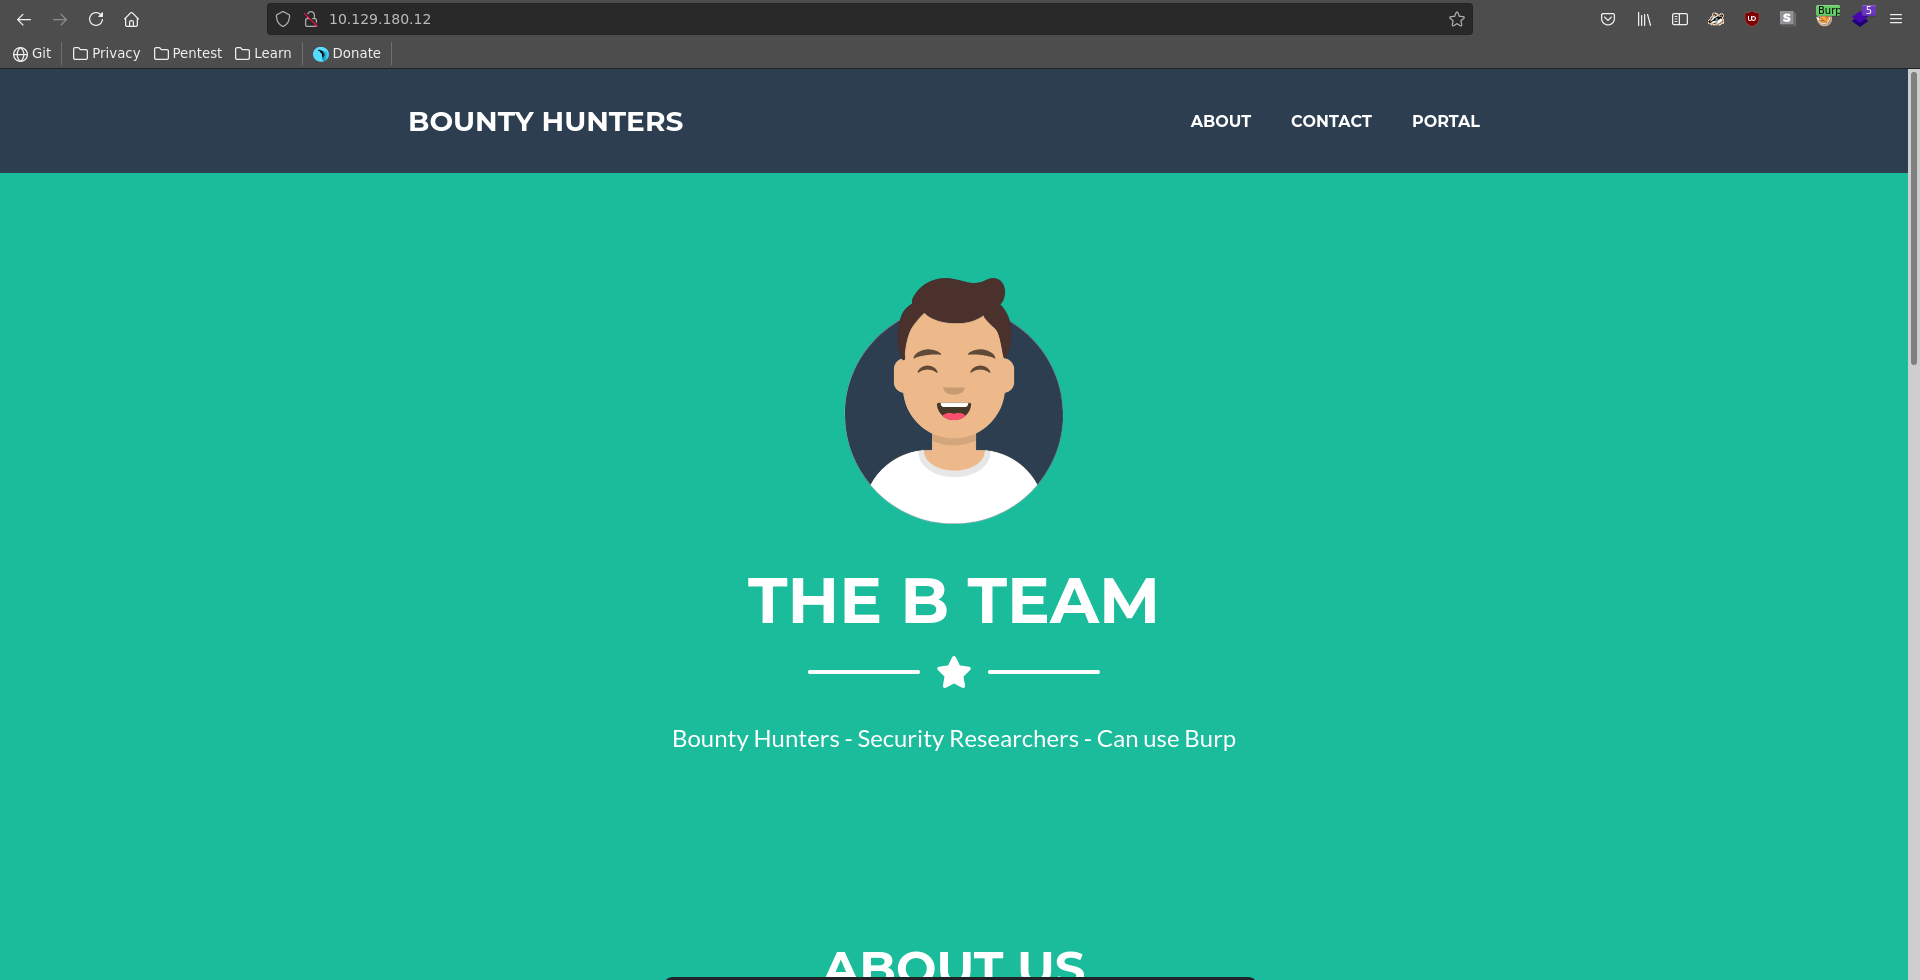 10.129.180.12
Burp
5
Git
Privacy
Pentest
Learn
Donate
BOUNTY HUNTERS
ABOUT
CONTACT
PORTAL
THE B TEAM
Bounty Hunters - Security Researchers - Can use Burp
ABOUT US